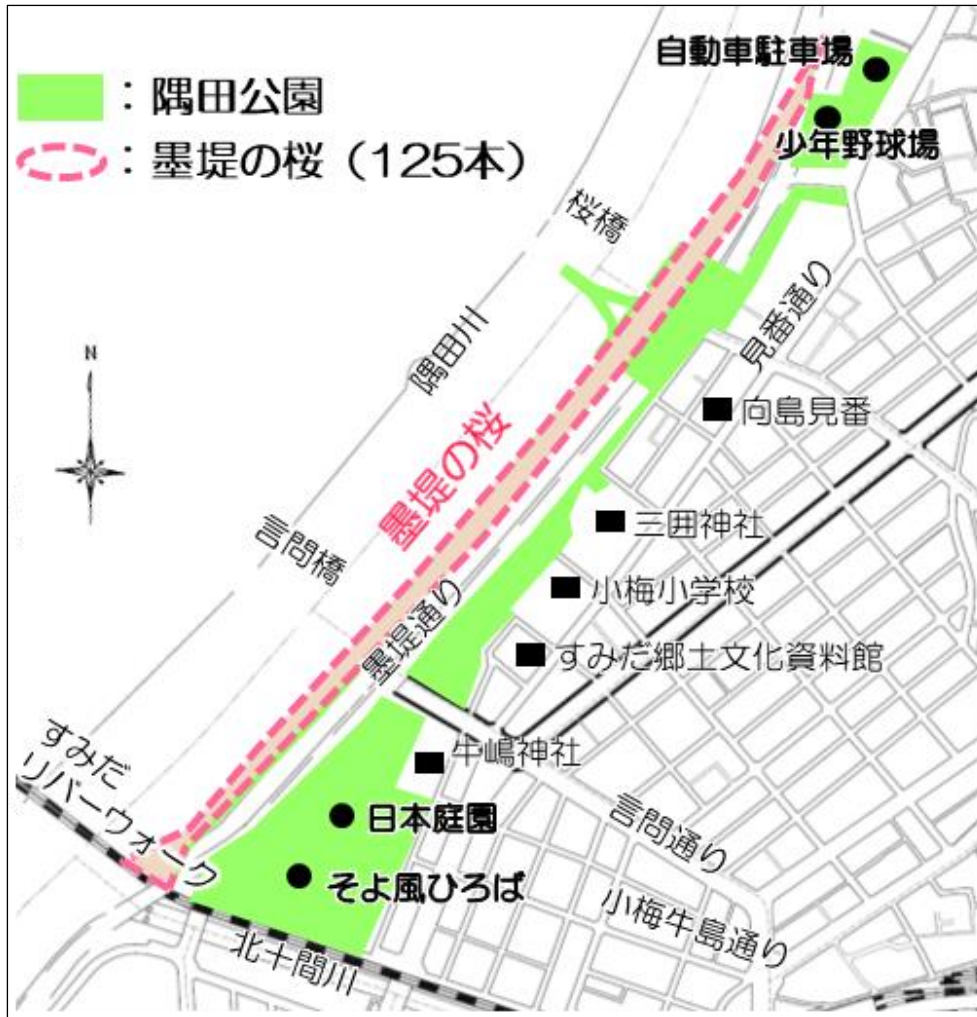 自動車駐車場
：隅田公園
少年野球場
：墨堤の桜（125本）
桜橋
隅田川
見番通り
N
向島見番
墨堤の桜
三囲神社
言問橋
小梅小学校
墨堤通り
すみだ郷土文化資料館
すみだ
リバーウォーク
牛嶋神社
日本庭園
言問通り
そよ風ひろば
小梅牛島通り
北十間川